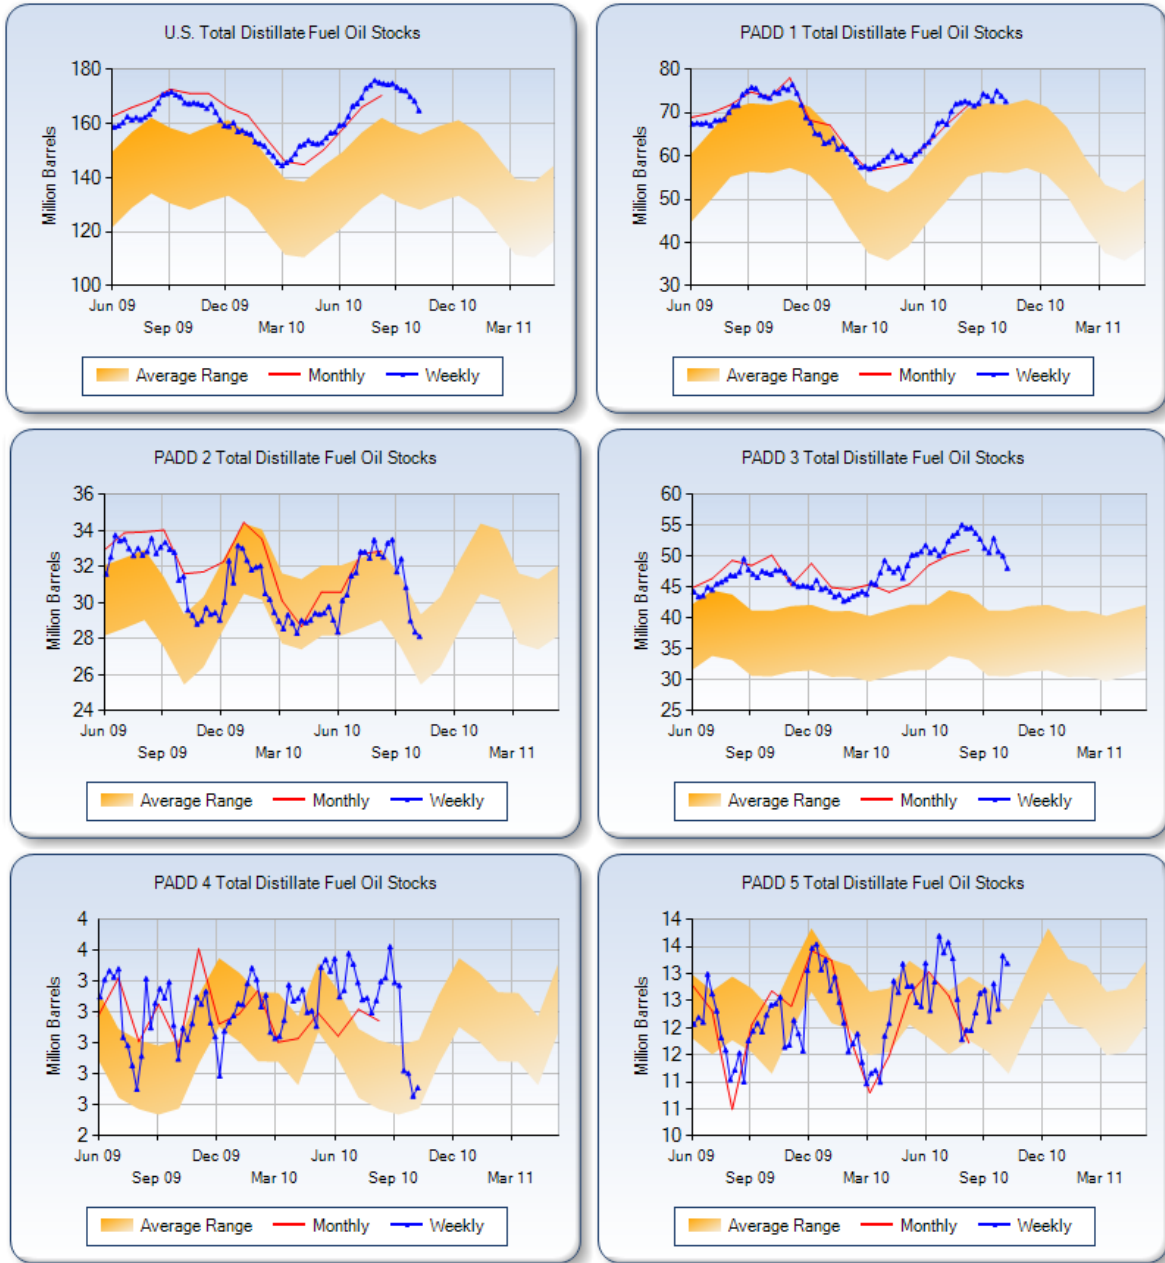 U.S. Total Distillate Fuel Oil Stocks
Million Barrels
180
160
140
120
100
Jun 09 Dec 09 Jun 10 Dec 10
Sep 09 Mar 10 Sep 10 Mar 11
Average Range Monthly Weekly
PADD 1 Total Distillate Fuel Oil Stocks
Million Barrels
80
70
60
50
40
30
Jun 09 Dec 09 Jun 10 Dec 10
Sep 09 Mar 10 Sep 10 Mar 11
Average Range Monthly Weekly
PADD 2 Total Distillate Fuel Oil Stocks
Million Barrels
36
34
32
30
28
26
24
Jun 09 Dec 09 Jun 10 Dec 10
Sep 09 Mar 10 Sep 10 Mar 11
Average Range Monthly Weekly
PADD 3 Total Distillate Fuel Oil Stocks
Million Barrels
60
55
50
45
40
35
30
25
Jun 09 Dec 09 Jun 10 Dec 10
Sep 09 Mar 10 Sep 10 Mar 11
Average Range Monthly Weekly
PADD 4 Total Distillate Fuel Oil Stocks
Million Barrels
4
4
3
3
3
3
3
2
Jun 09 Dec 09 Jun 10 Dec 10
Sep 09 Mar 10 Sep 10 Mar 11
Average Range Monthly Weekly
PADD 5 Total Distillate Fuel Oil Stocks
Million Barrels
14
14
13
13
12
12
11
11
10
Jun 09 Dec 09 Jun 10 Dec 10
Sep 09 Mar 10 Sep 10 Mar 11
Average Range Monthly Weekly